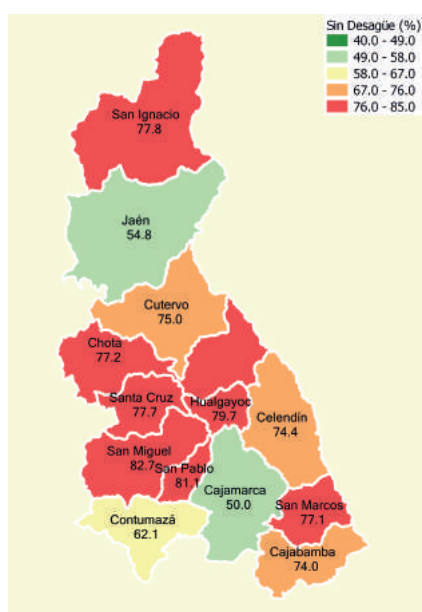 Sin Desagüe (%)
40.0 - 49.0
49.0 - 58.0
58.0 - 67.0
67.0 - 76.0
76.0 - 85.0
San Ignacio
77.8
Jaén
54.8
Cutervo
75.0
Chota
77.2
Santa Cruz
77.7
Hualgayoc
79.7
Celendín
74.4
San Miguel
82.7
San Pablo
81.1
Cajamarca
50.0
San Marcos
77.1
Contumazá
62.1
Cajabamba
74.0